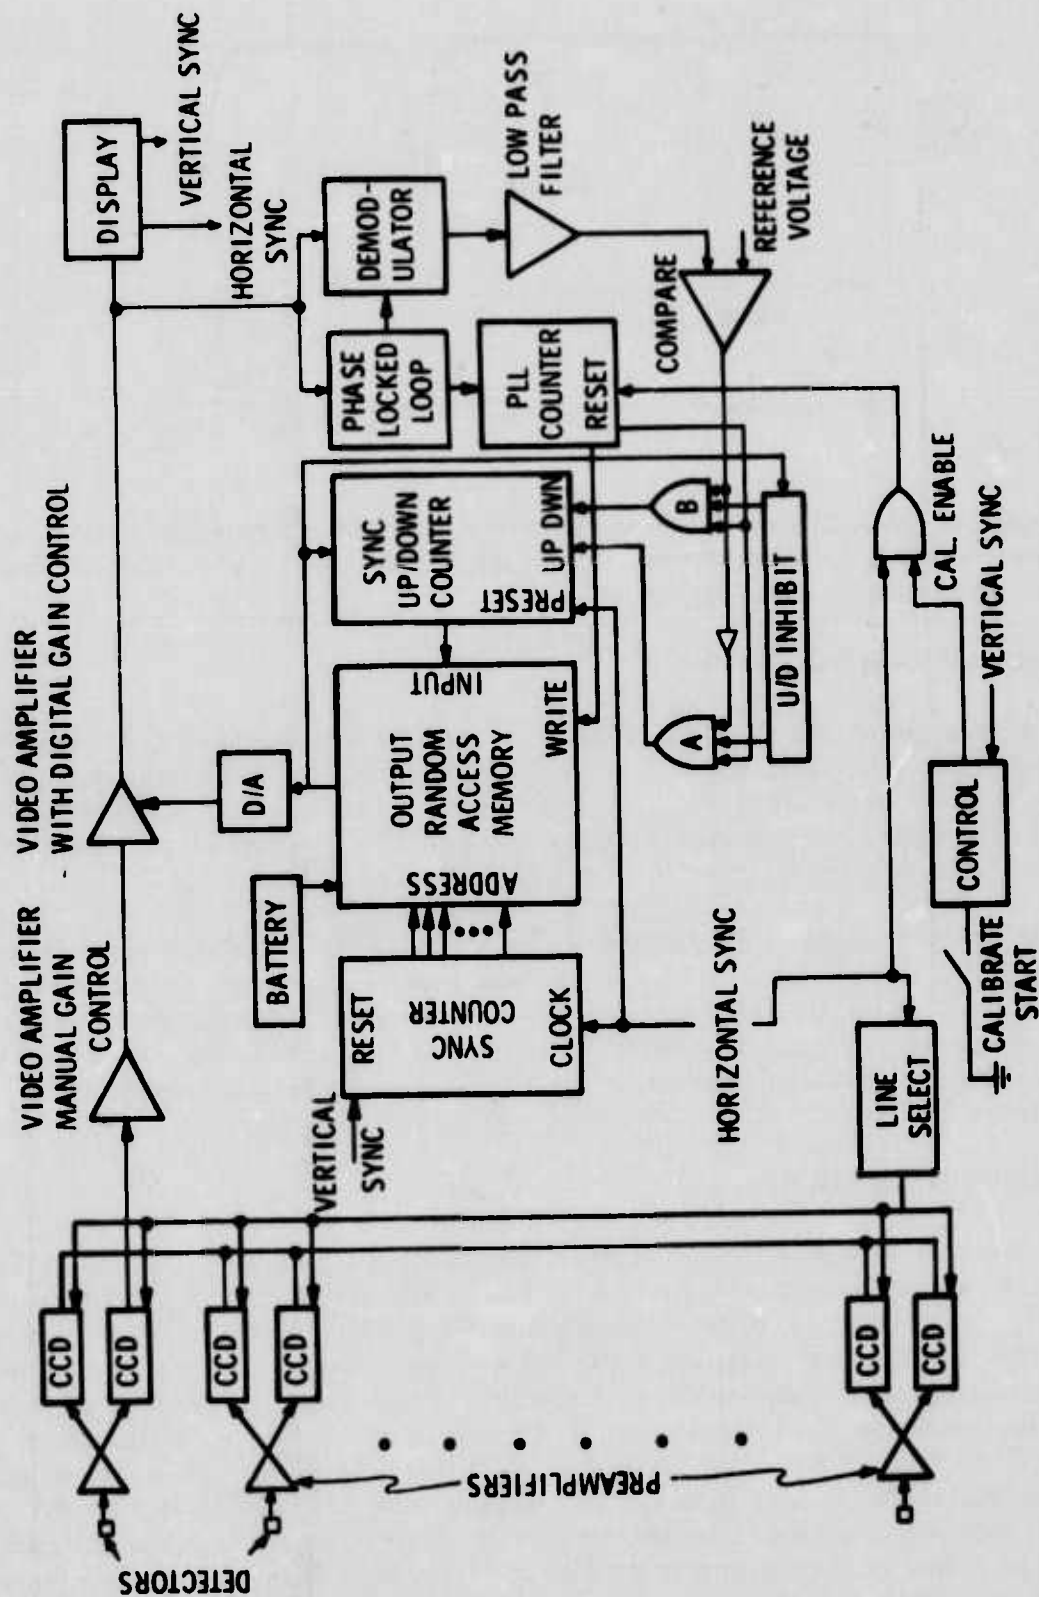 VIDEO AMPLIFIER
MANUAL GAIN
CONTROL
VIDEO AMPLIFIER
- WITH DIGITAL GAIN CONTROL
DISPLAY
VERTICAL SYNC
HORIZONTAL
SYNC
DETECTORS
PREAMPLIFIERS
CCD
CCD
CCD
CCD
CCD
CCD
BATTERY
D/A
VERTICAL
SYNC
RESET
SYNC
COUNTER
CLOCK
ADDRESS
OUTPUT
RANDOM
ACCESS
MEMORY
INPUT
WRITE
SYNC
UP/DOWN
COUNTER
PRESET
UP DWN
PHASE
LOCKED
LOOP
DEMOD-
ULATOR
PLL
COUNTER
RESET
LOW PASS
FILTER
COMPARE
REFERENCE
VOLTAGE
A
B
U/D INHIBIT
HORIZONTAL SYNC
LINE
SELECT
CALIBRATE
START
CONTROL
CAL. ENABLE
VERTICAL SYNC